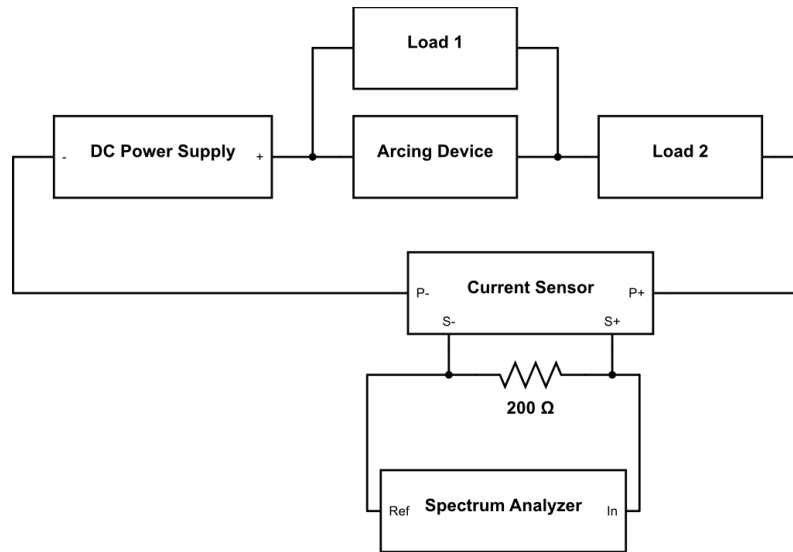 Load 1
- DC Power Supply +
Arcing Device
Load 2
P- Current Sensor P+
S- S+
200 Ω
Ref Spectrum Analyzer In